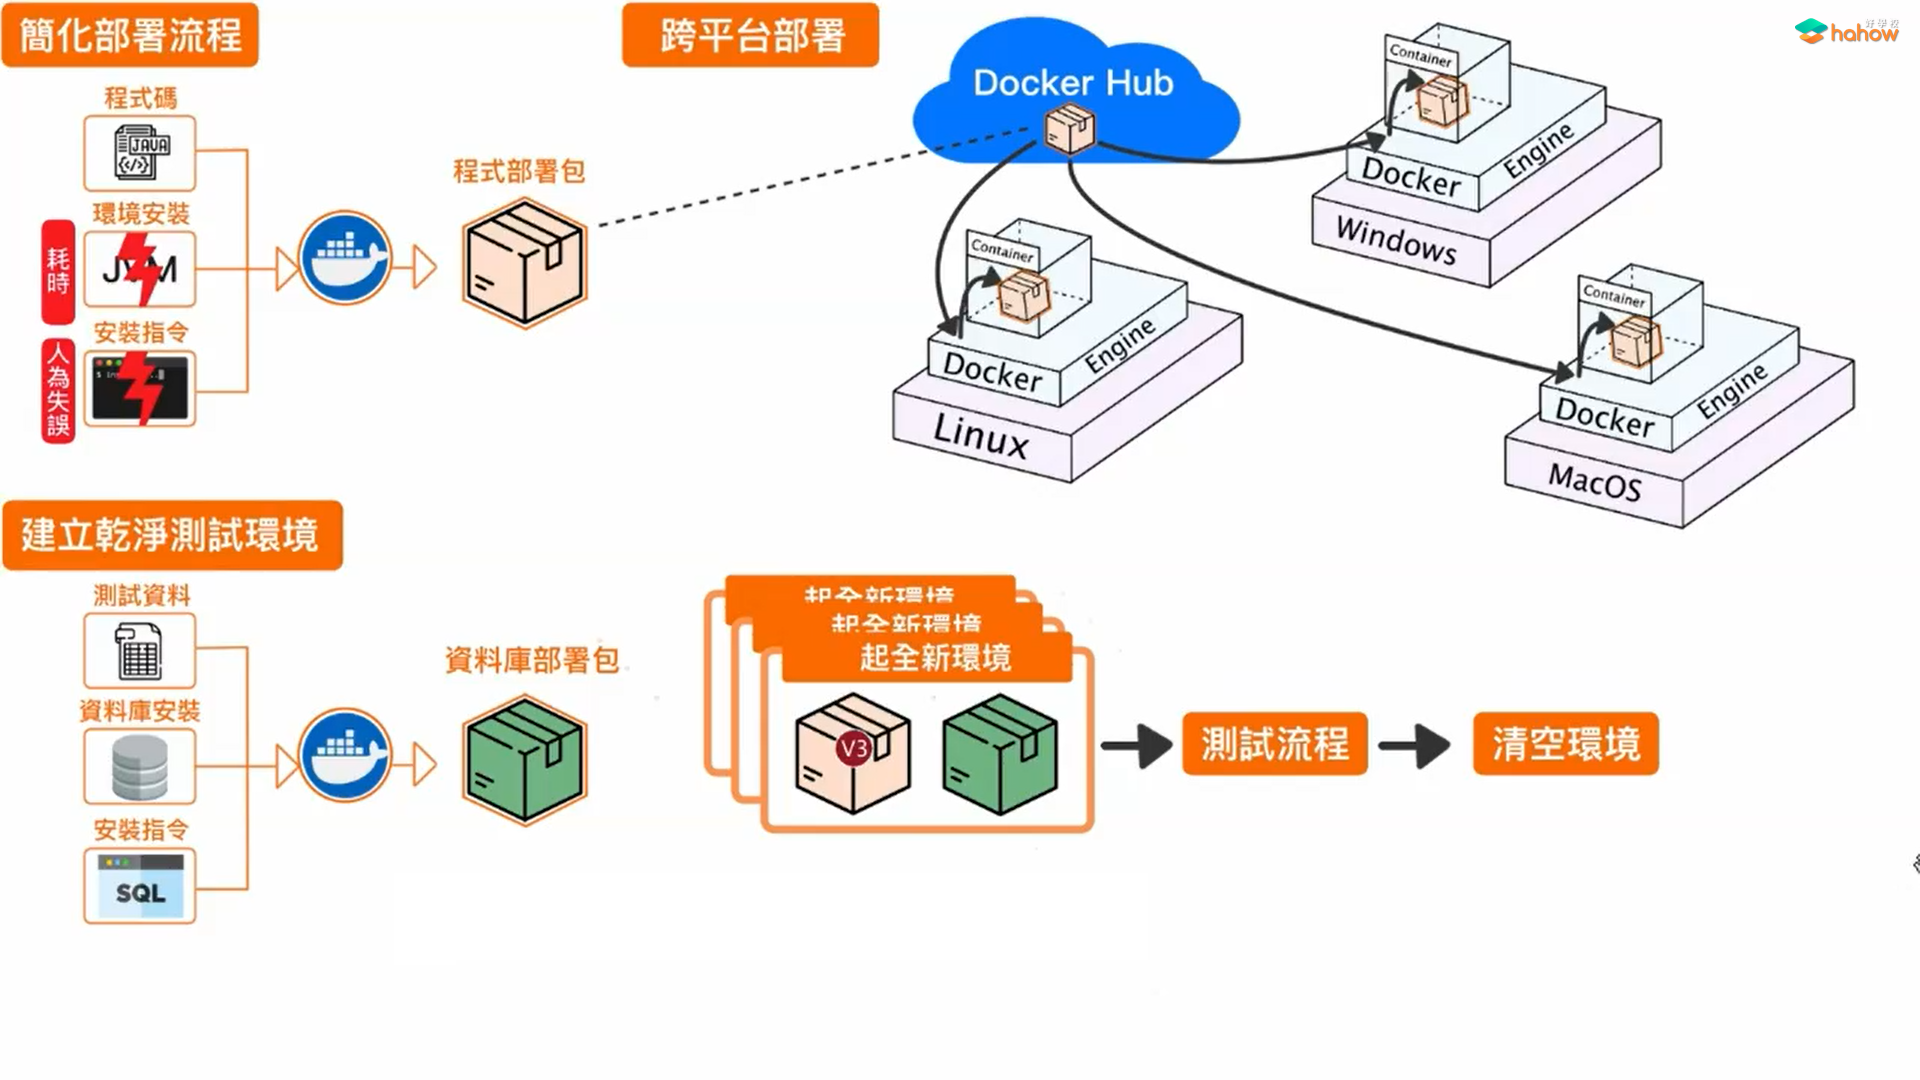 簡化部署流程
跨平台部署
好學校
hahow
程式碼
JAVA
</>
環境安裝
耗時
安裝指令
人為失誤
程式部署包
Docker Hub
Container
Docker
Engine
Windows
Container
Docker
Engine
Linux
Container
Docker
Engine
MacOS
建立乾淨測試環境
測試資料
資料庫安裝
安裝指令
SQL
資料庫部署包
起全新環境
起全新環境
起全新環境
V3
測試流程
清空環境